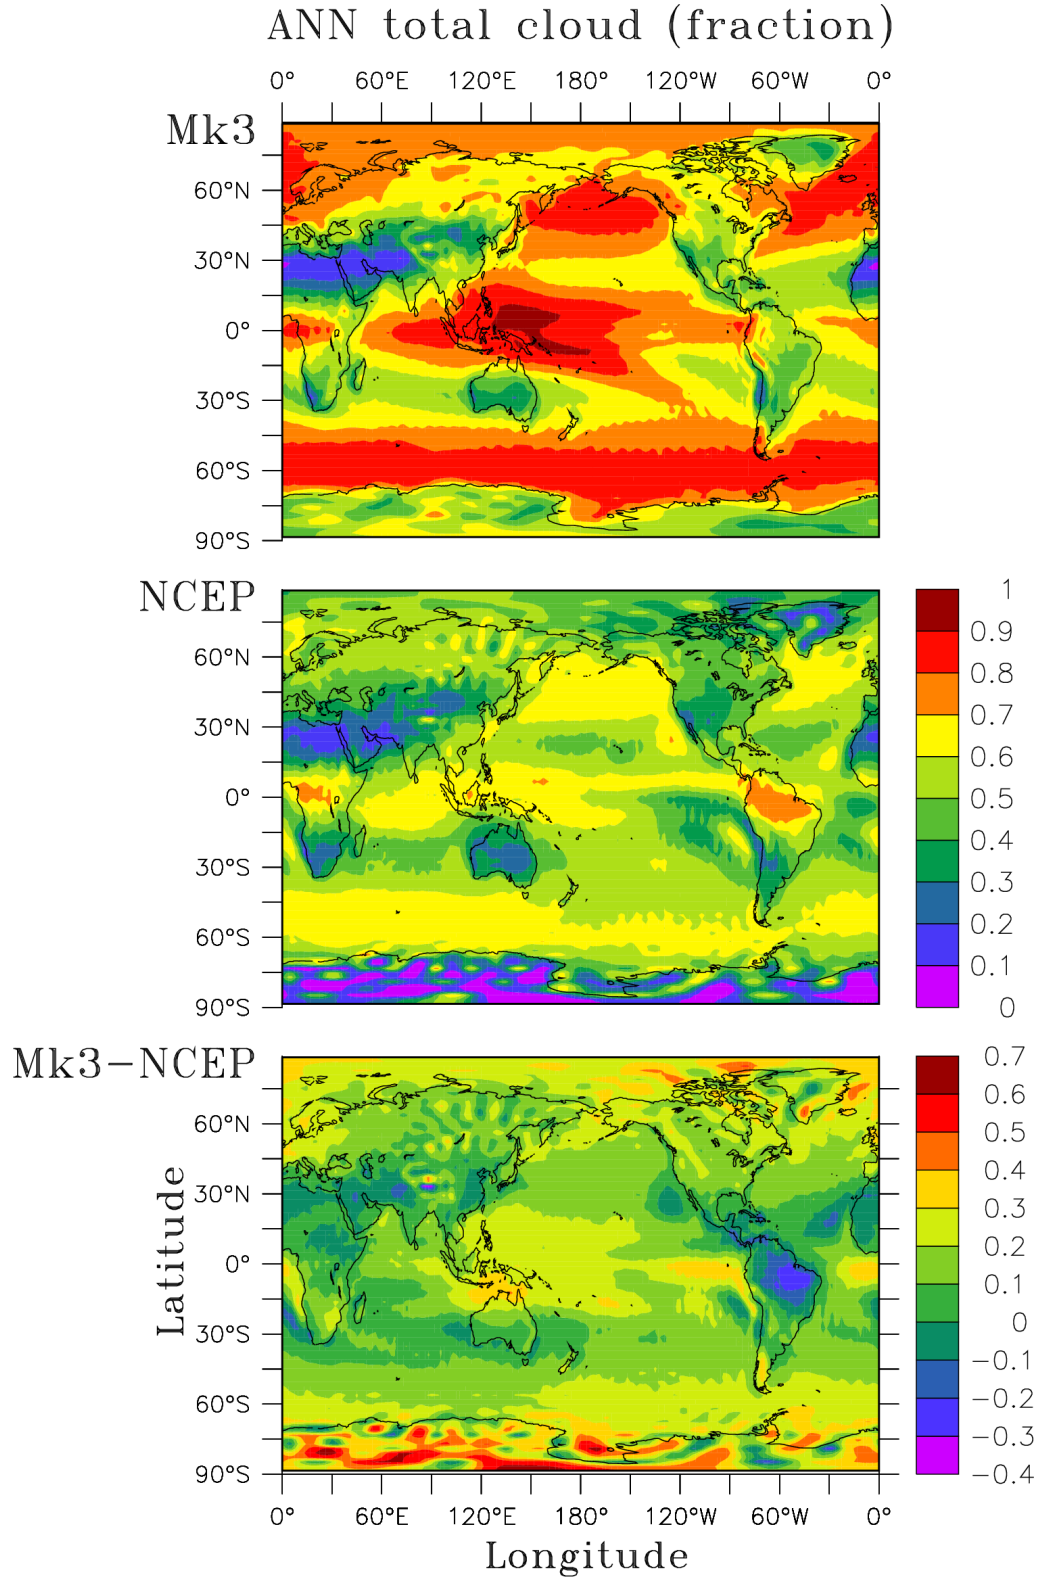 ANN total cloud (fraction)
0° 60°E 120°E 180° 120°W 60°W 0°
Mk3
60°N
30°N
0°
30°S
60°S
90°S
NCEP
60°N
30°N
0°
30°S
60°S
90°S
1
0.9
0.8
0.7
0.6
0.5
0.4
0.3
0.2
0.1
0
Mk3−NCEP
60°N
30°N
0°
30°S
60°S
90°S
Latitude
0.7
0.6
0.5
0.4
0.3
0.2
0.1
0
−0.1
−0.2
−0.3
−0.4
0° 60°E 120°E 180° 120°W 60°W 0°
Longitude